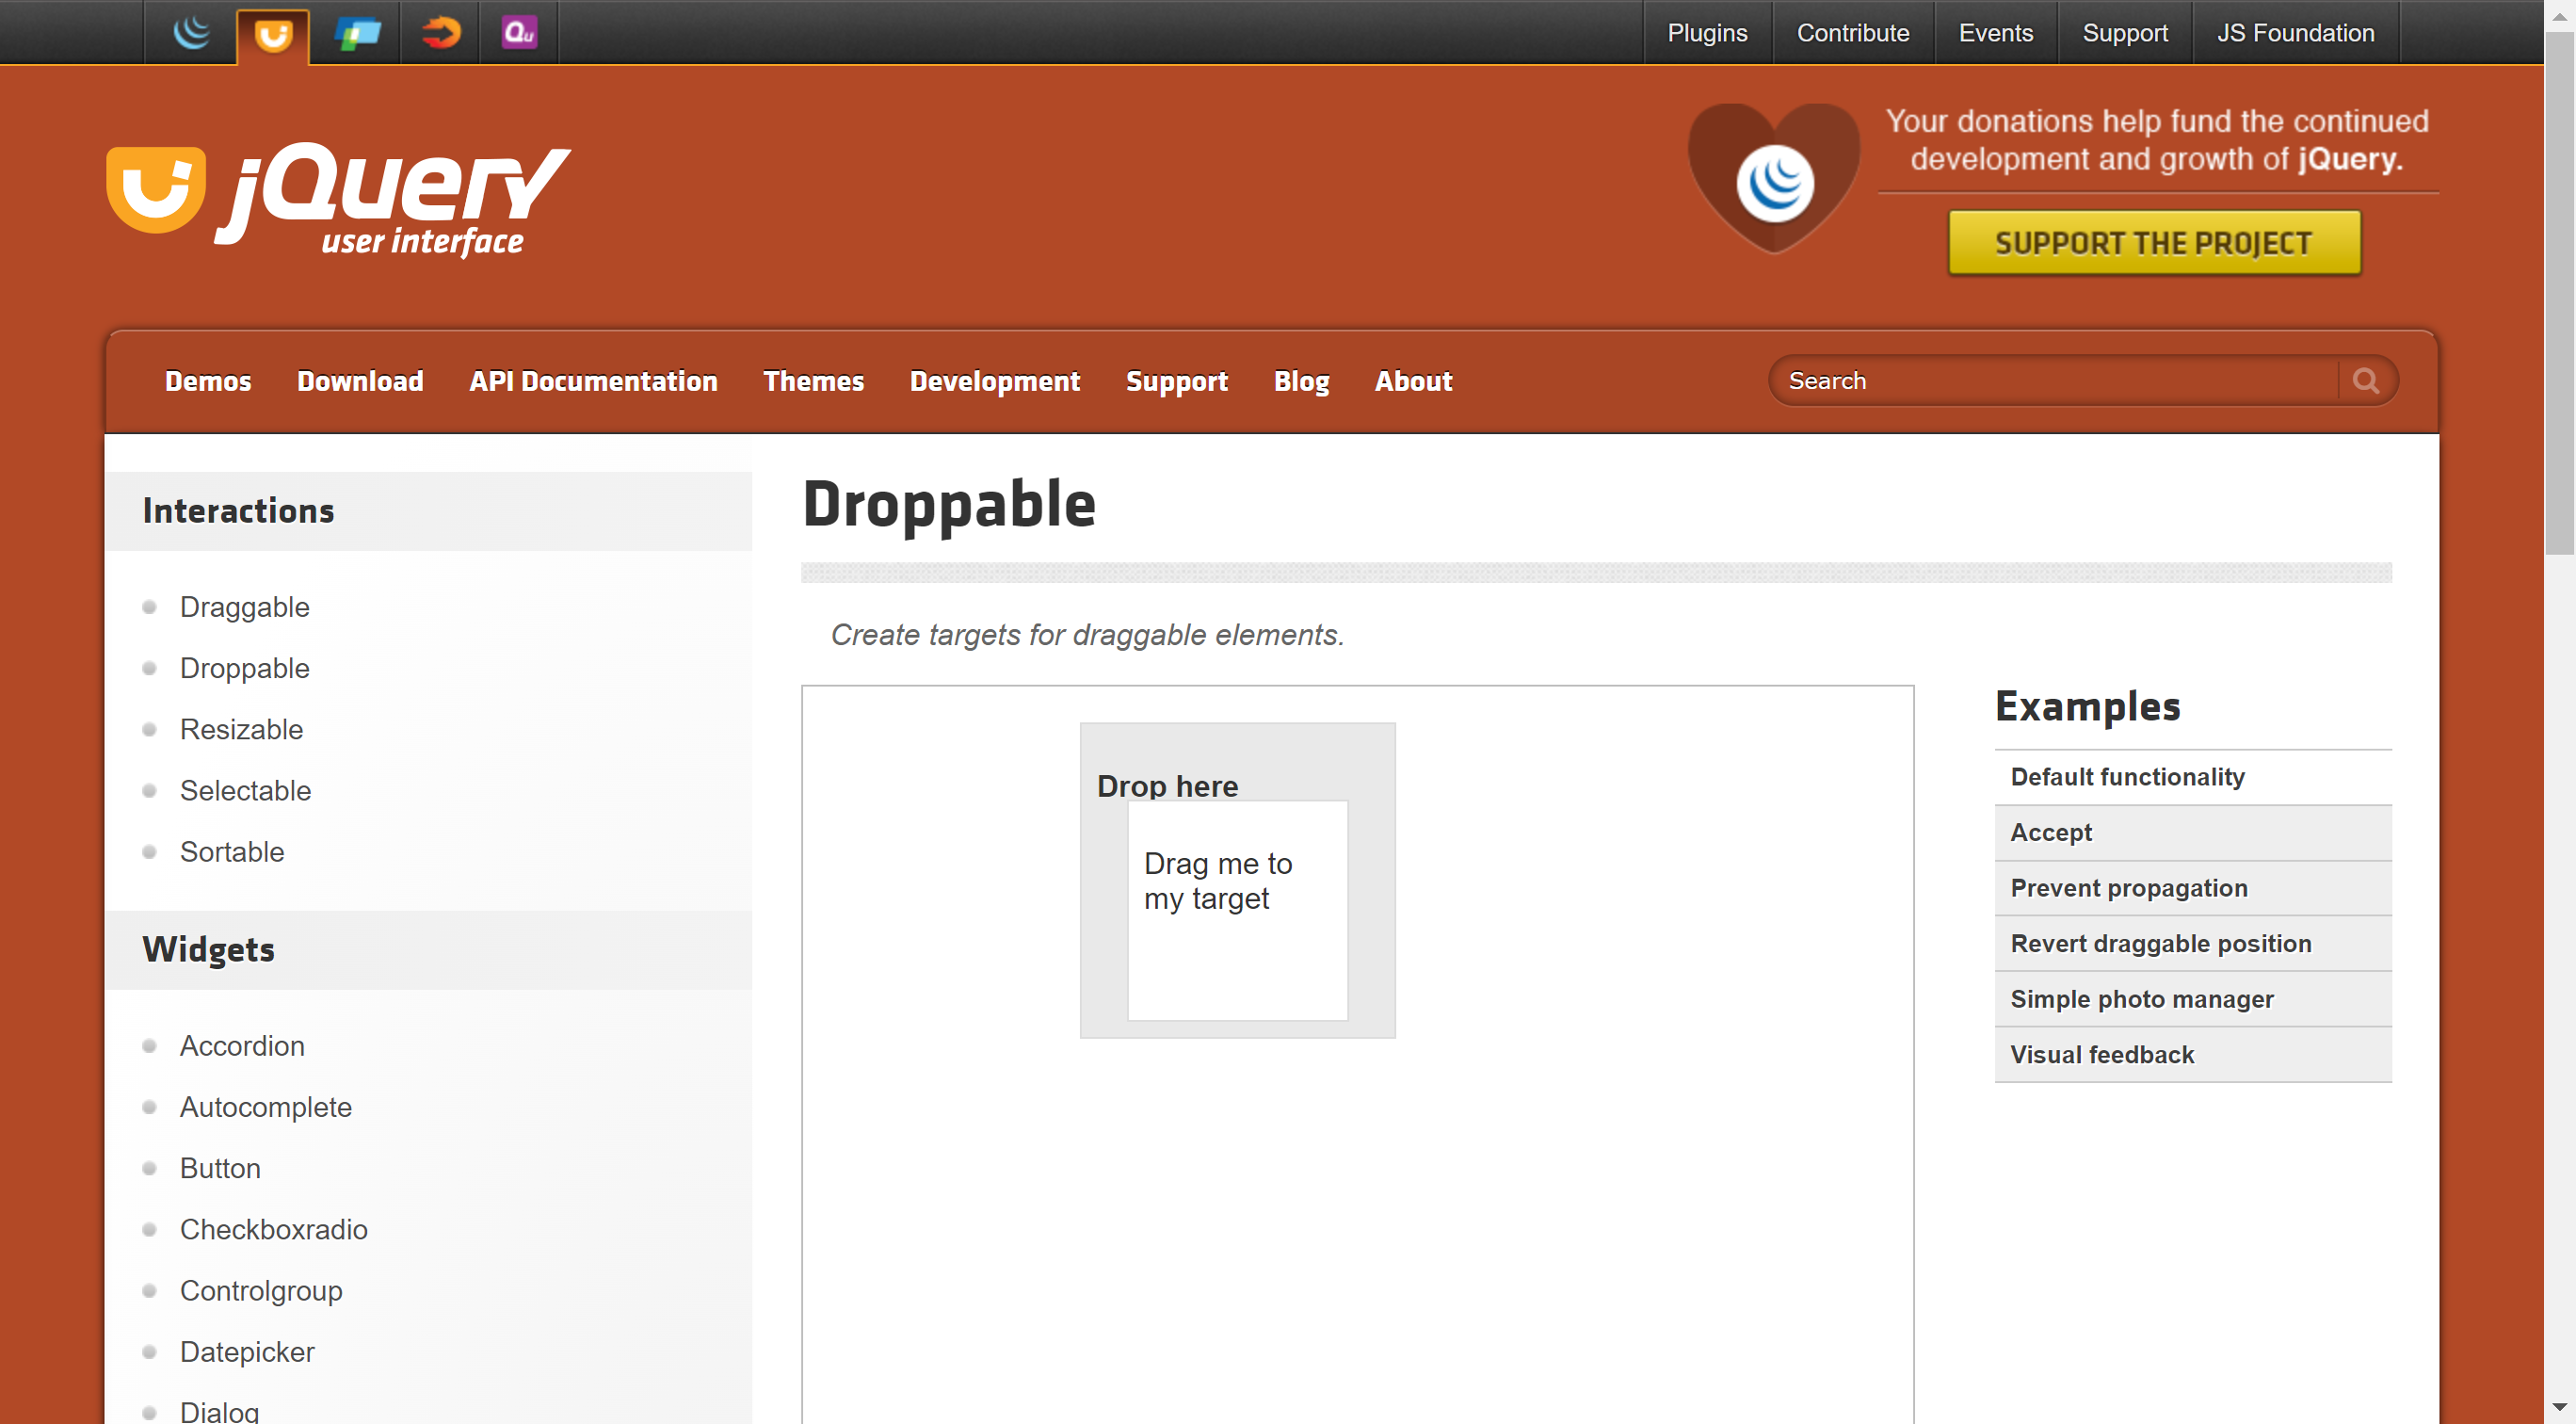 Qu
Plugins
Contribute
Events
Support
JS Foundation
jQuery
user interface
Your donations help fund the continued
development and growth of jQuery.
SUPPORT THE PROJECT
Demos
Download
API Documentation
Themes
Development
Support
Blog
About
Search
Interactions
Draggable
Droppable
Resizable
Selectable
Sortable
Widgets
Accordion
Autocomplete
Button
Checkboxradio
Controlgroup
Datepicker
Dialog
Droppable
Create targets for draggable elements.
Drop here
Drag me to
my target
Examples
Default functionality
Accept
Prevent propagation
Revert draggable position
Simple photo manager
Visual feedback